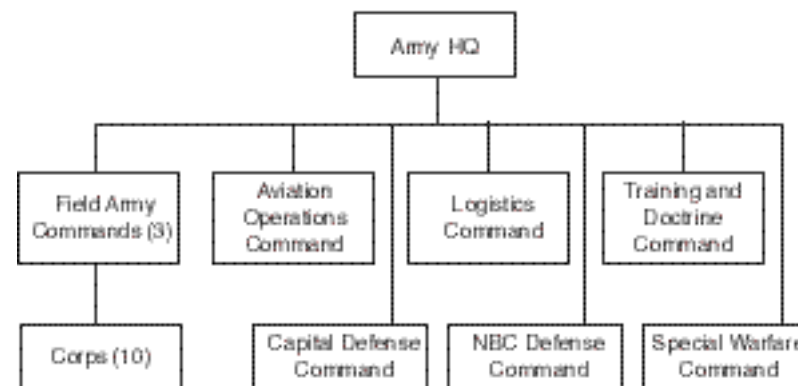 Army HQ
Field Army
Commands (3)
Aviation
Operations
Command
Logistics
Command
Training and
Doctrine
Command
Corps (10)
Capital Defense
Command
NBC Defense
Command
Special Warfare
Command